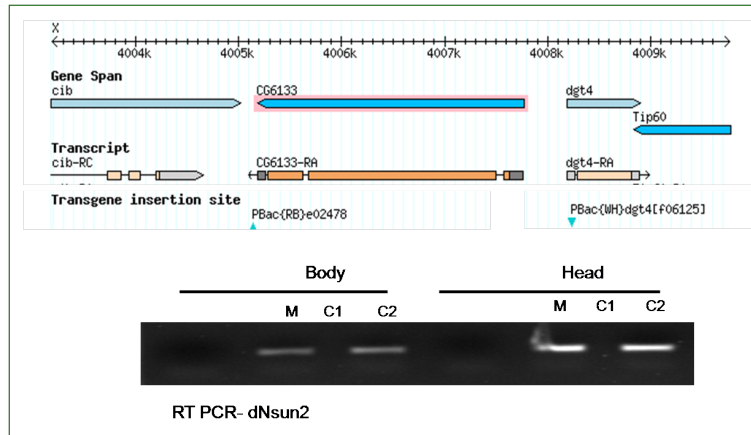 X
4004k 4005k 4006k 4007k 4008k 4009k
Gene Span
cib CG6133 dgt4
Tip60
Transcript
cib-RC CG6133-RA dgt4-RA
Transgene insertion site
PBac{RB}e02478 PBac{WH}dgt4[f06125]
Body Head
M C1 C2 M C1 C2
RT PCR- dNsun2